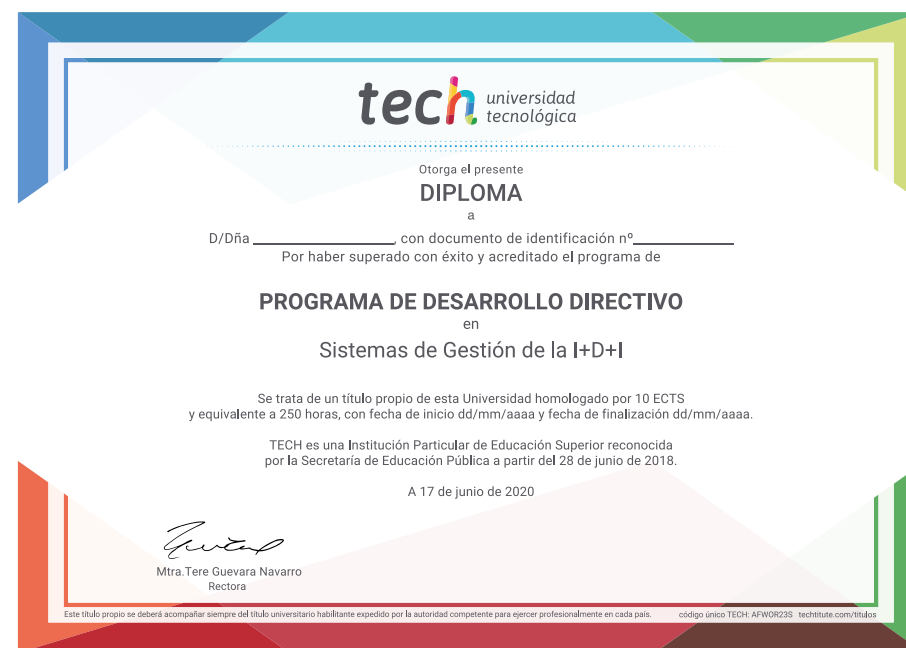 tech universidad
tecnológica
Otorga el presente
DIPLOMA
a
D/Dña ____________, con documento de identificación nº____________
Por haber superado con éxito y acreditado el programa de
PROGRAMA DE DESARROLLO DIRECTIVO
en
Sistemas de Gestión de la I+D+I
Se trata de un título propio de esta Universidad homologado por 10 ECTS
y equivalente a 250 horas, con fecha de inicio dd/mm/aaaa y fecha de finalización dd/mm/aaaa.
TECH es una Institución Particular de Educación Superior reconocida
por la Secretaría de Educación Pública a partir del 28 de junio de 2018.
A 17 de junio de 2020
Mtra.Tere Guevara Navarro
Rectora
Este título propio se deberá acompañar siempre del título universitario habilitante expedido por la autoridad competente para ejercer profesionalmente en cada país. código único TECH: AFWOR23S techtitute.com/titulos